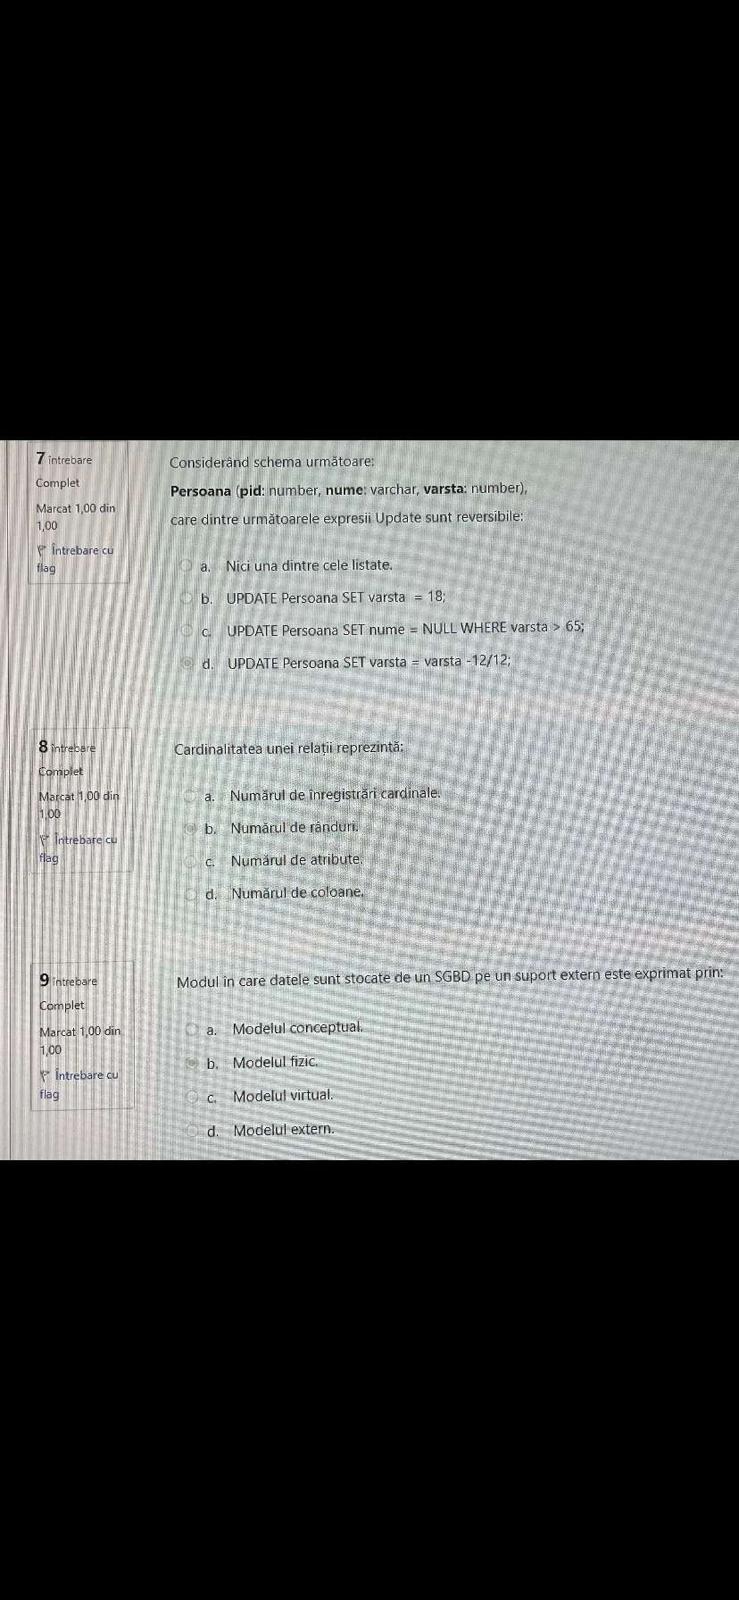 7 întrebare
Complet
Marcat 1,00 din
1,00
Întrebare cu
flag
Considerând schema următoare:
Persoana (pid: number, nume: varchar, varsta: number),
care dintre următoarele expresii Update sunt reversibile:
a. Nici una dintre cele listate.
b. UPDATE Persoana SET varsta = 18;
c. UPDATE Persoana SET nume = NULL WHERE varsta > 65;
d. UPDATE Persoana SET varsta = varsta -12/12;
8 întrebare
Complet
Marcat 1,00 din
1,00
Întrebare cu
flag
Cardinalitatea unei relații reprezintă:
a. Numărul de înregistrări cardinale.
b. Numărul de rânduri.
c. Numărul de atribute.
d. Numărul de coloane.
9 întrebare
Complet
Marcat 1,00 din
1,00
Întrebare cu
flag
Modul în care datele sunt stocate de un SGBD pe un suport extern este exprimat prin:
a. Modelul conceptual.
b. Modelul fizic.
c. Modelul virtual.
d. Modelul extern.